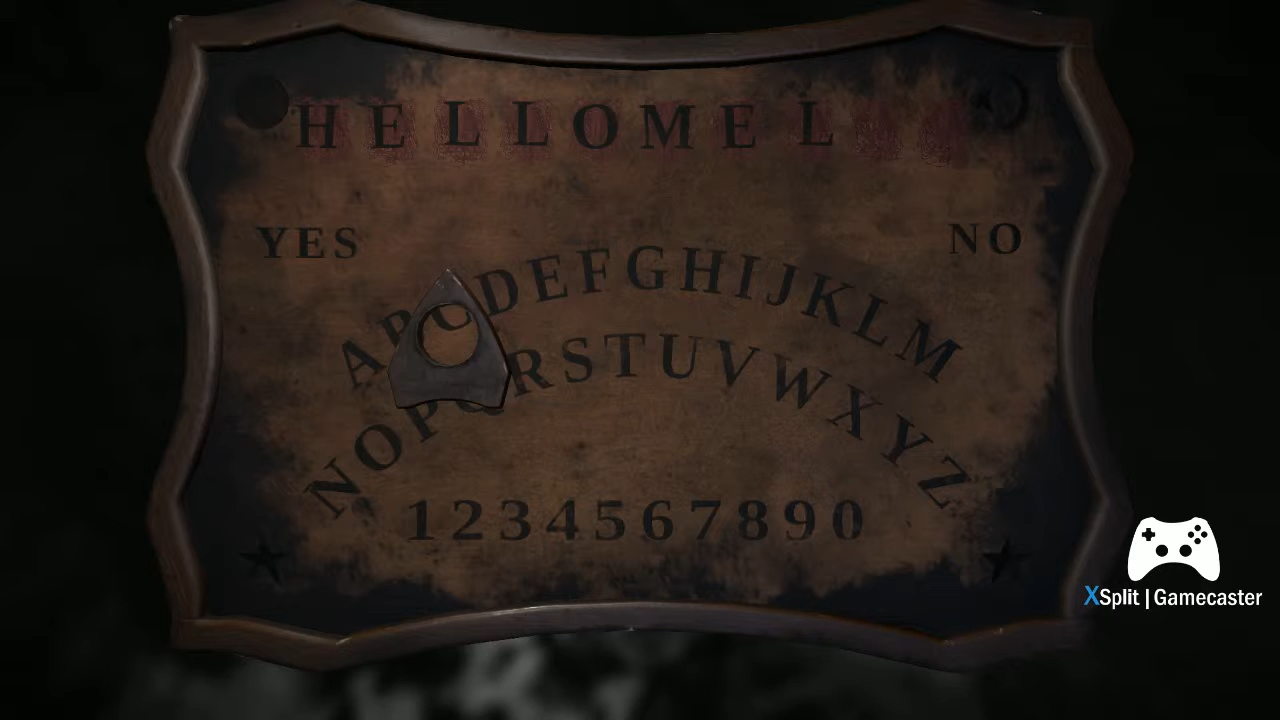 HELLOMEL
YES NO
ABCDEFGHIJKLM
NOPQRSTUVWXYZ
1234567890
XSplit | Gamecaster